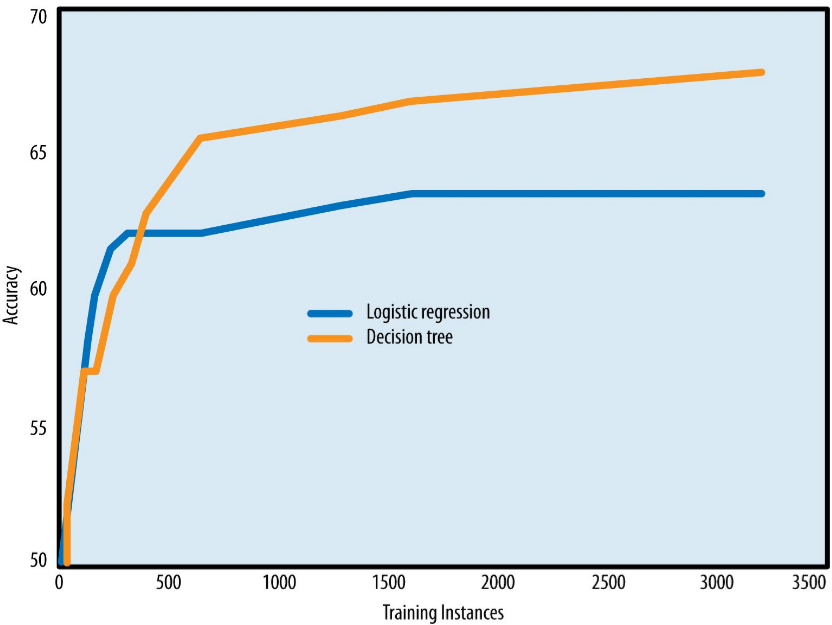 70
65
60
55
50
Accuracy
Logistic regression
Decision tree
0 500 1000 1500 2000 2500 3000 3500
Training Instances